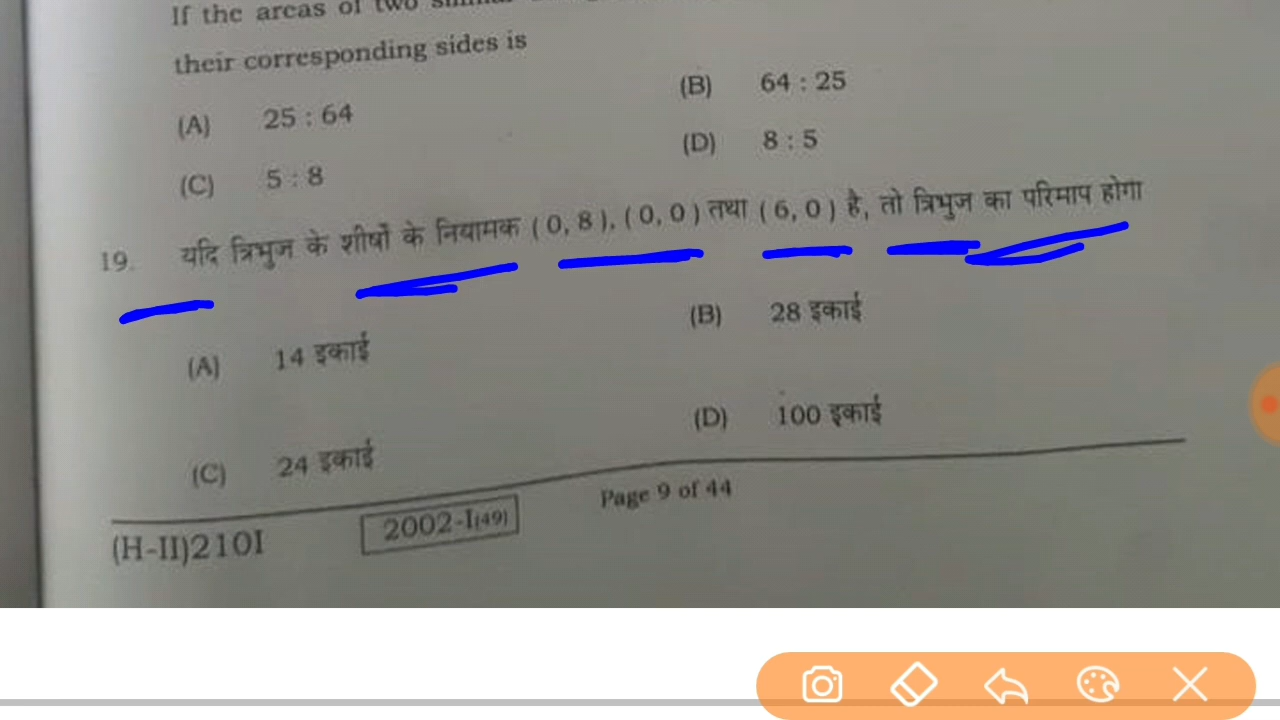 If the areas of two
their corresponding sides is
(A) 25 : 64 (B) 64 : 25
(C) 5 : 8 (D) 8 : 5
19. यदि त्रिभुज के शीर्षों के नियामक ( 0, 8 ), ( 0, 0 ) तथा ( 6, 0 ) है, तो त्रिभुज का परिमाप होगा
(A) 14 इकाई (B) 28 इकाई
(C) 24 इकाई (D) 100 इकाई
(H-II)210I 2002-I(49) Page 9 of 44